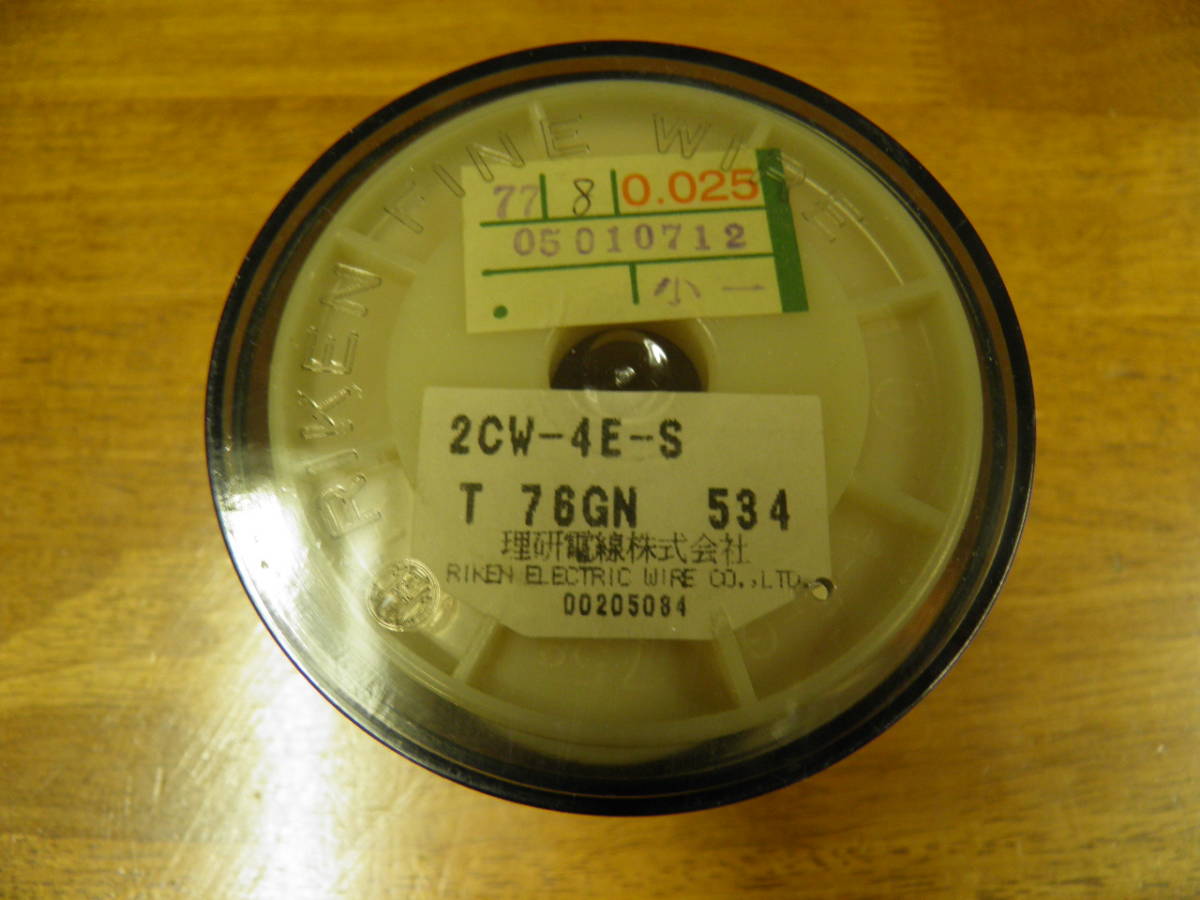 RIKEN FINE WIRE
77 8 0.025
05010712
小一
2CW-4E-S
T 76GN 534
理研電線株式会社
RIKEN ELECTRIC WIRE CO.,LTD.
00205084